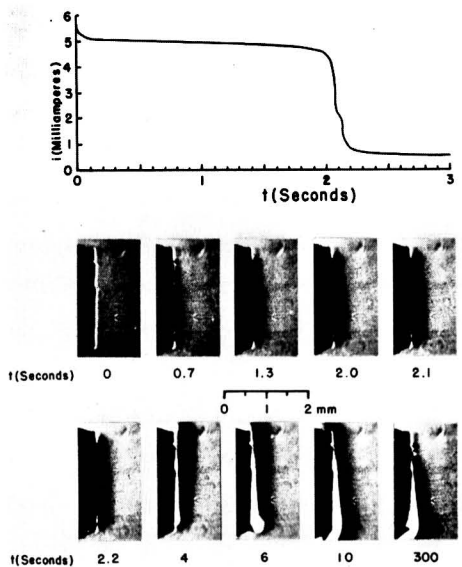 6
5
4
3
2
1
0
i(Milliamperes)
0 1 2 3
t(Seconds)
t(Seconds) 0 0.7 1.3 2.0 2.1
0 1 2 mm
t(Seconds) 2.2 4 6 10 300